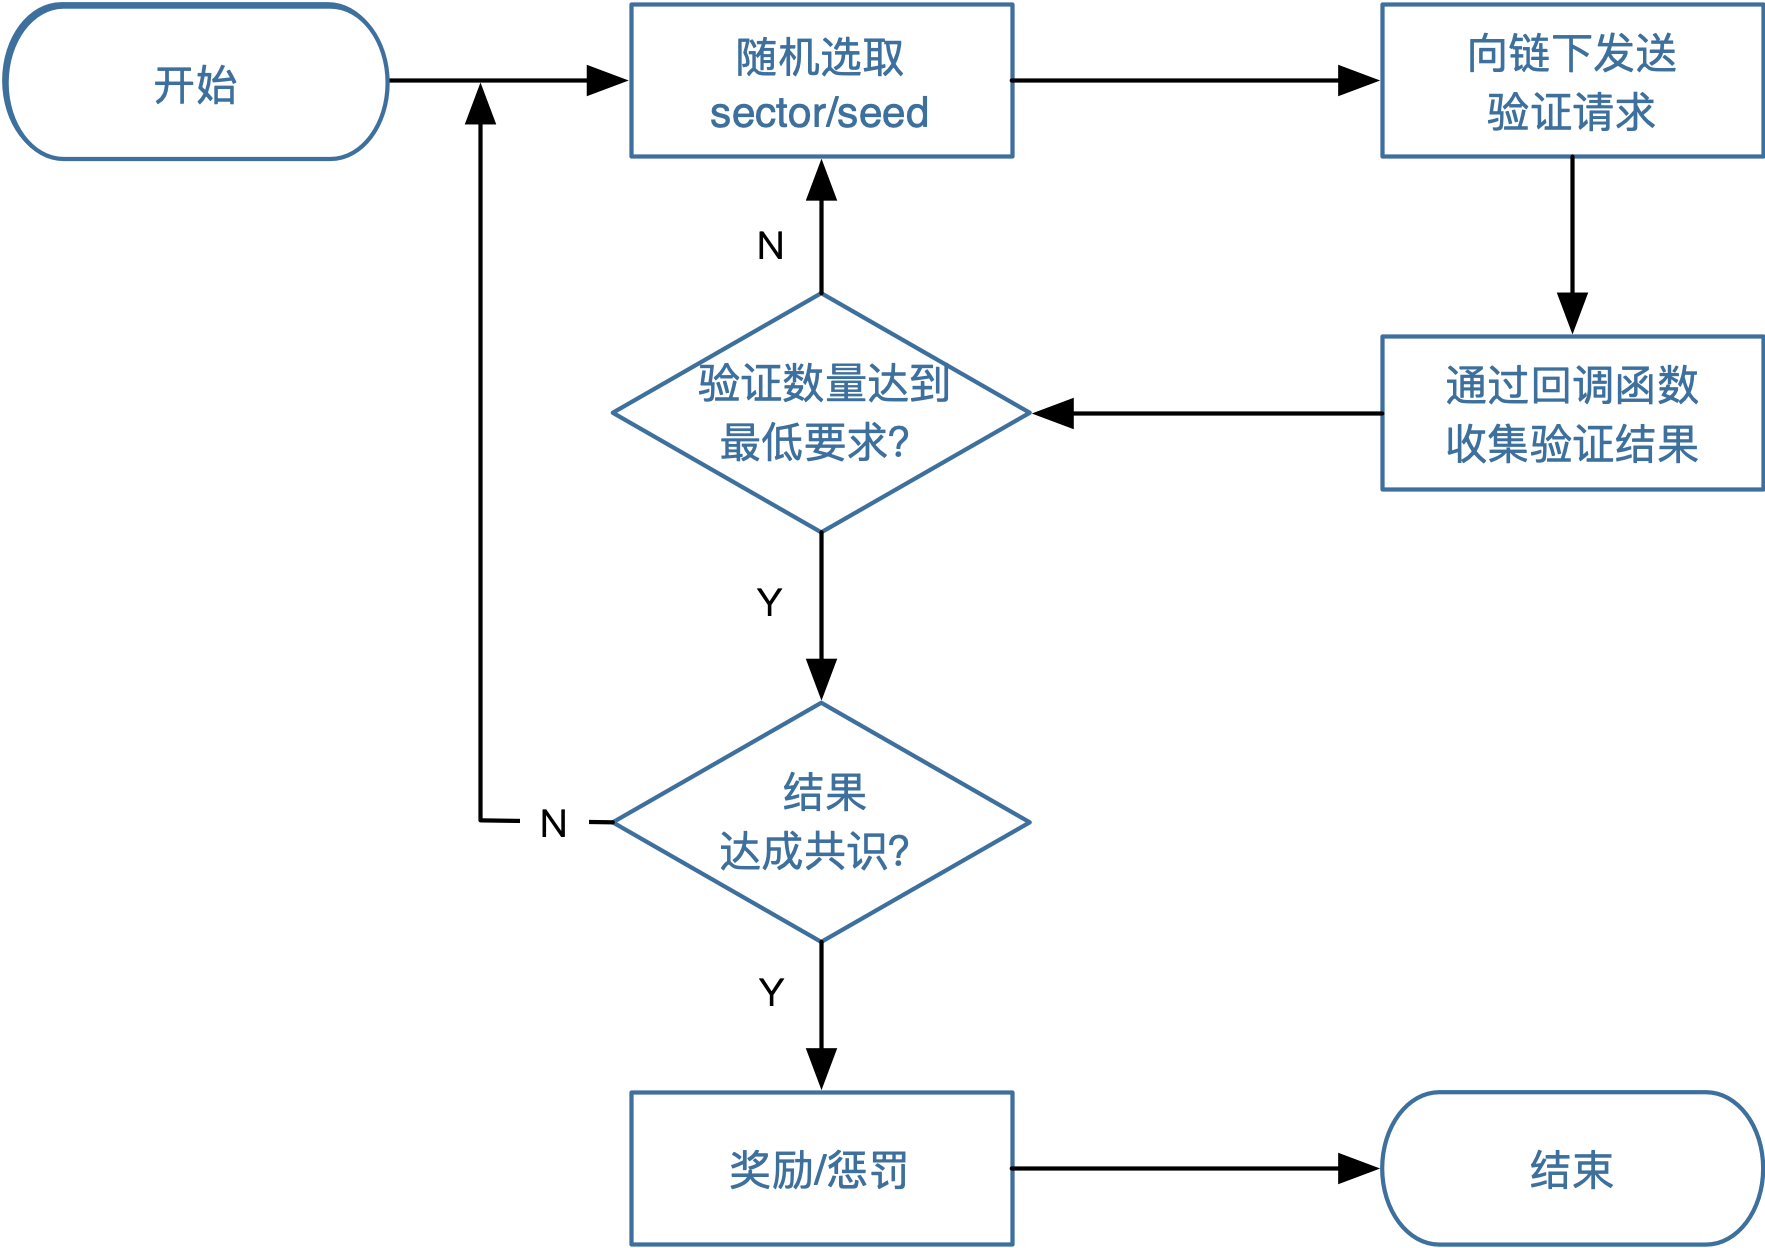 开始
随机选取
sector/seed
向链下发送
验证请求
N
验证数量达到
最低要求?
通过回调函数
收集验证结果
Y
结果
达成共识?
N
Y
奖励/惩罚
结束